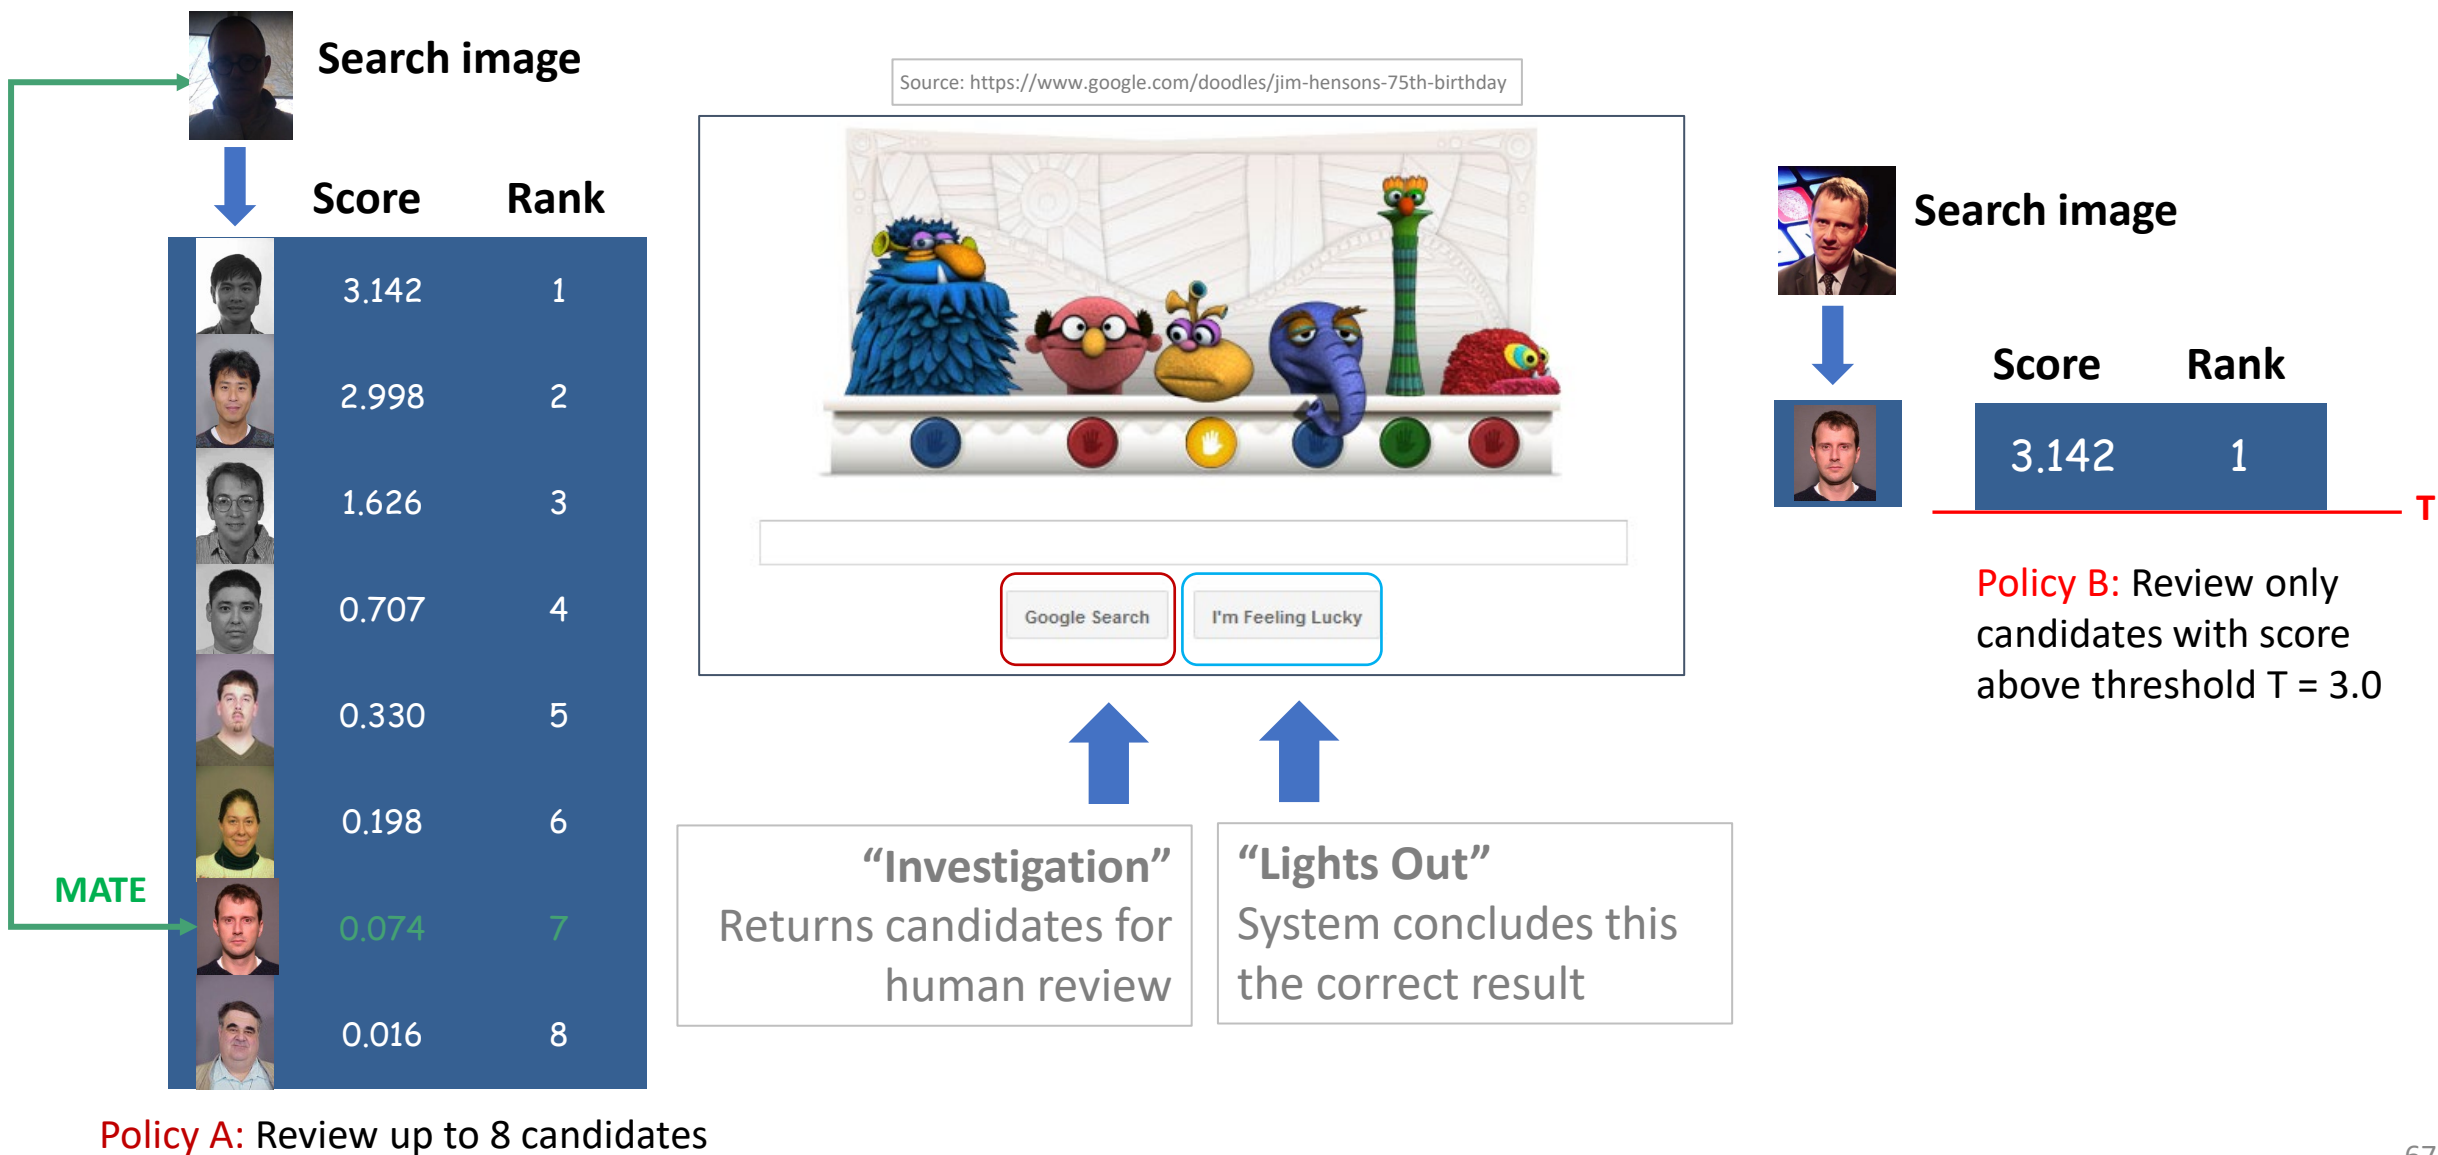 Search image
Score Rank
3.142 1
2.998 2
1.626 3
0.707 4
0.330 5
0.198 6
MATE
0.074 7
0.016 8
Policy A: Review up to 8 candidates
Source: https://www.google.com/doodles/jim-hensons-75th-birthday
Google Search
I'm Feeling Lucky
“Investigation”
Returns candidates for
human review
“Lights Out”
System concludes this
the correct result
Search image
Score Rank
3.142 1
T
Policy B: Review only
candidates with score
above threshold T = 3.0
67